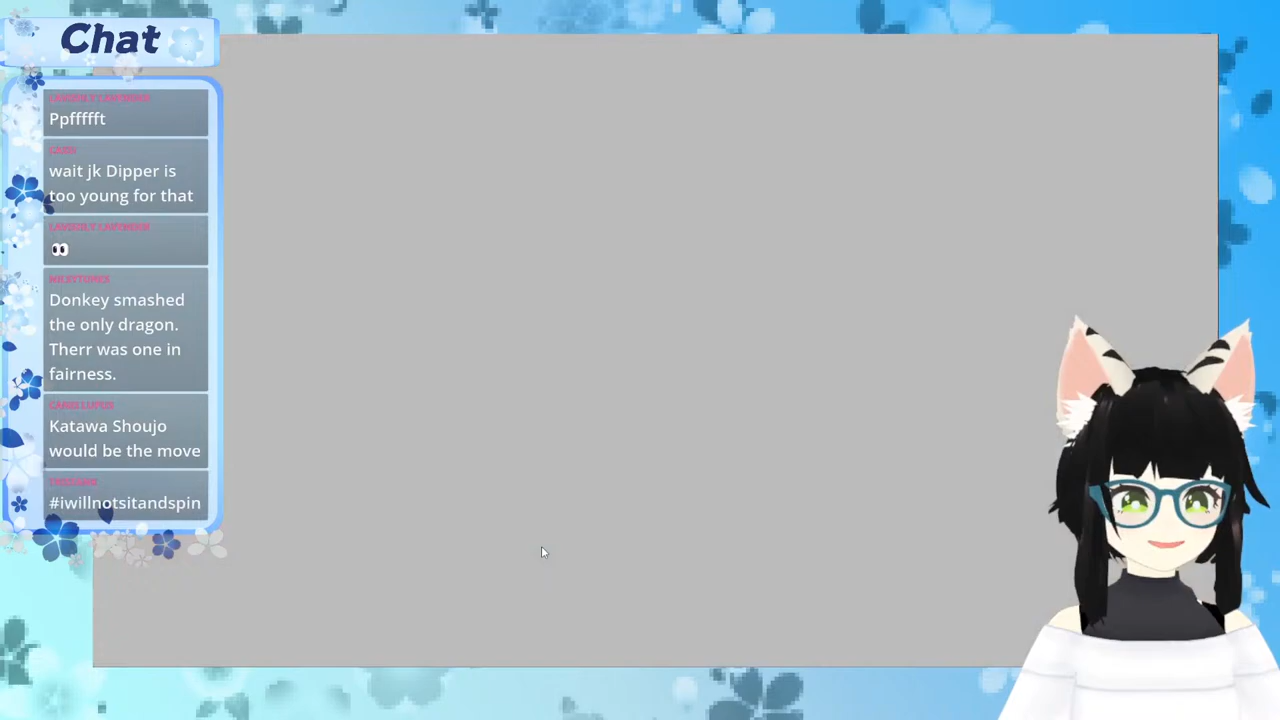 Chat
Ppffffft
wait jk Dipper is
too young for that
👀
Donkey smashed
the only dragon.
Therr was one in
fairness.
Katawa Shoujo
would be the move
#iwillnotsitandspin